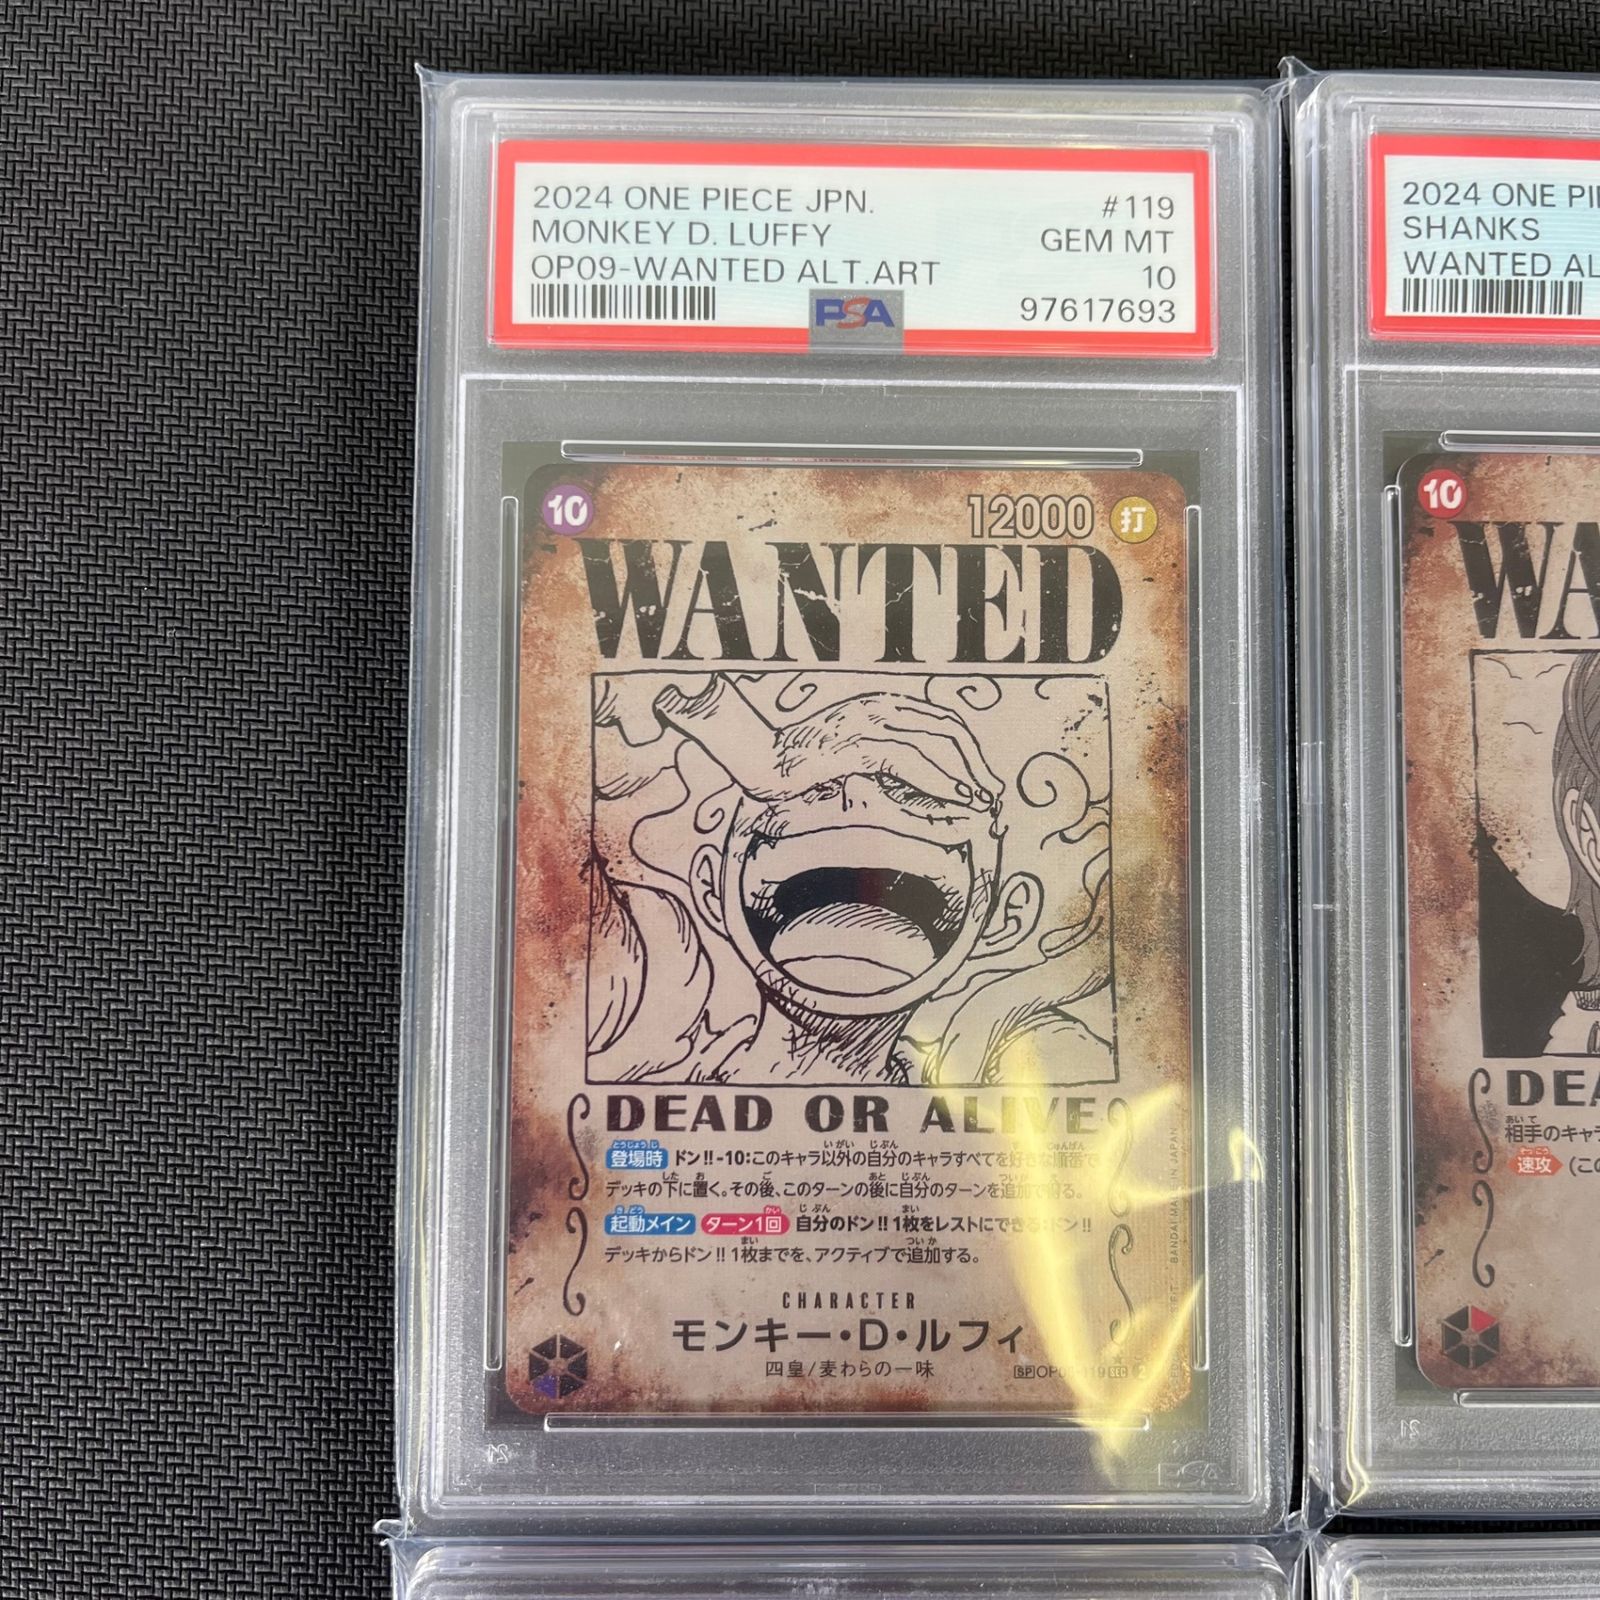 2024 ONE PIECE JPN. #119
MONKEY D. LUFFY GEM MT
OP09-WANTED ALT.ART 10
PSA 97617693
10 12000 打
WANTED
DEAD OR ALIVE
登場時 ドン!!-10:このキャラ以外の自分のキャラすべてを好きな順番で
デッキの下に置く。その後、このターンの後に自分のターンを追加で得る。
起動メイン ターン1回 自分のドン!!1枚をレストにできる:ドン!!
デッキからドン!!1枚までを、アクティブで追加する。
CHARACTER
モンキー・D・ルフィ
四皇/麦わらの一味
SP SEC 2
BANDAI MADE IN JAPAN
PSA
2024 ONE
SHANKS
WANTED
10
相手のキャラ
速攻